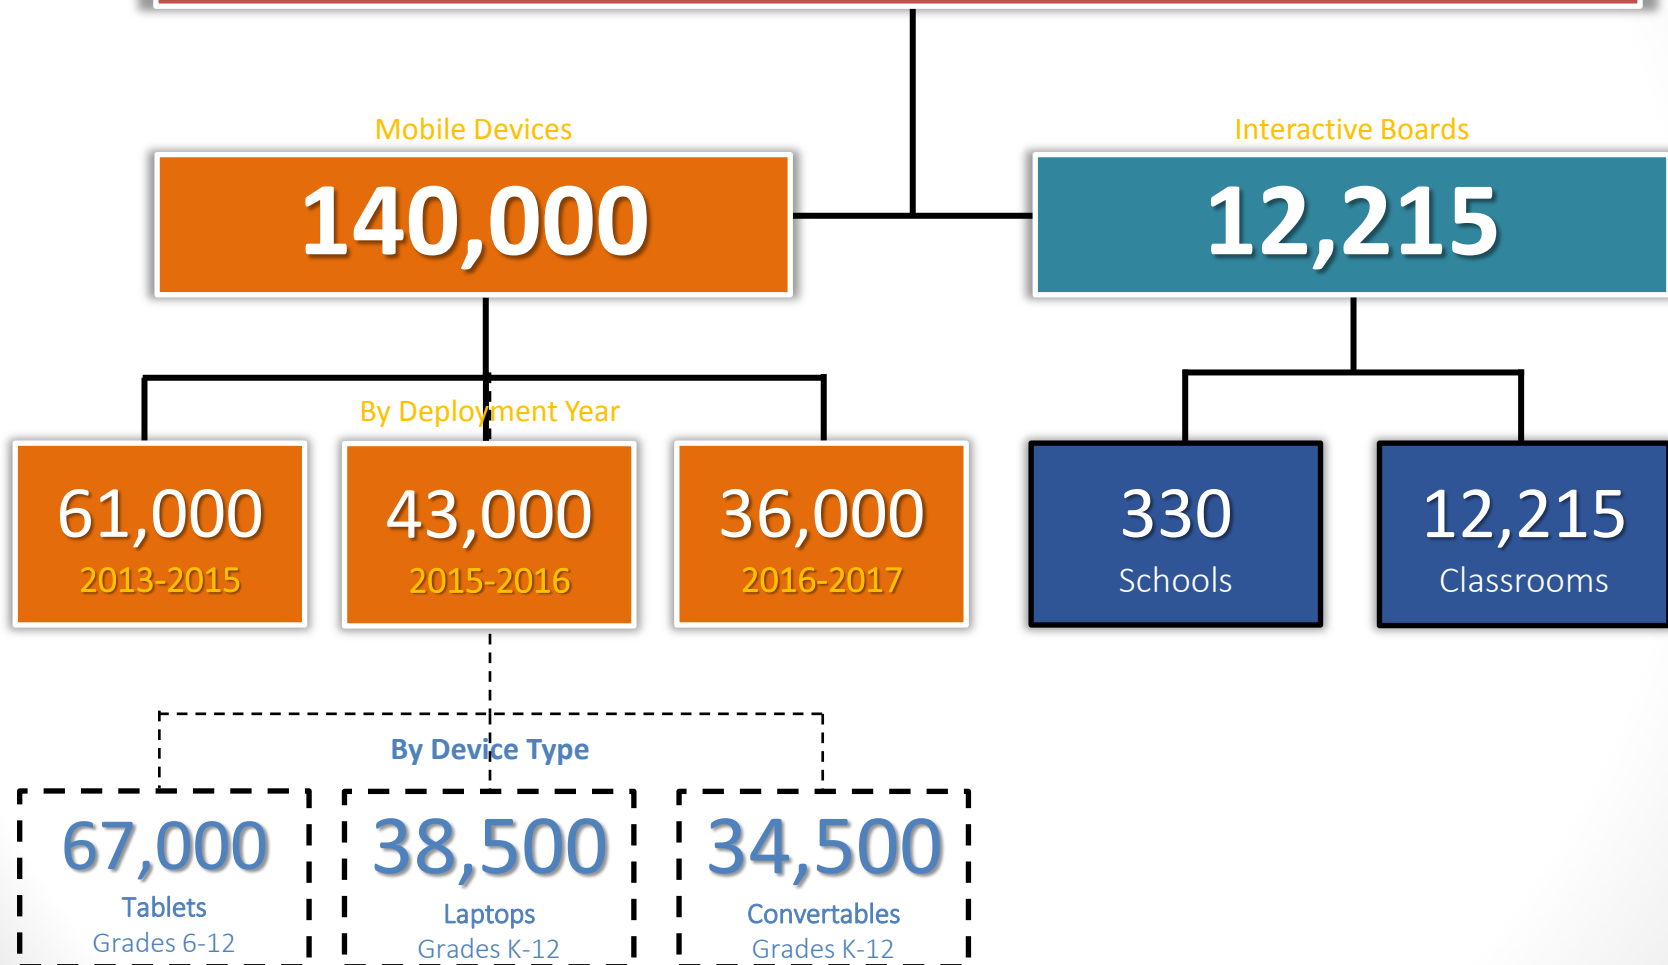 Mobile Devices
140,000
Interactive Boards
12,215
By Deployment Year
61,000
2013-2015
43,000
2015-2016
36,000
2016-2017
330
Schools
12,215
Classrooms
By Device Type
67,000
Tablets
Grades 6-12
38,500
Laptops
Grades K-12
34,500
Convertables
Grades K-12